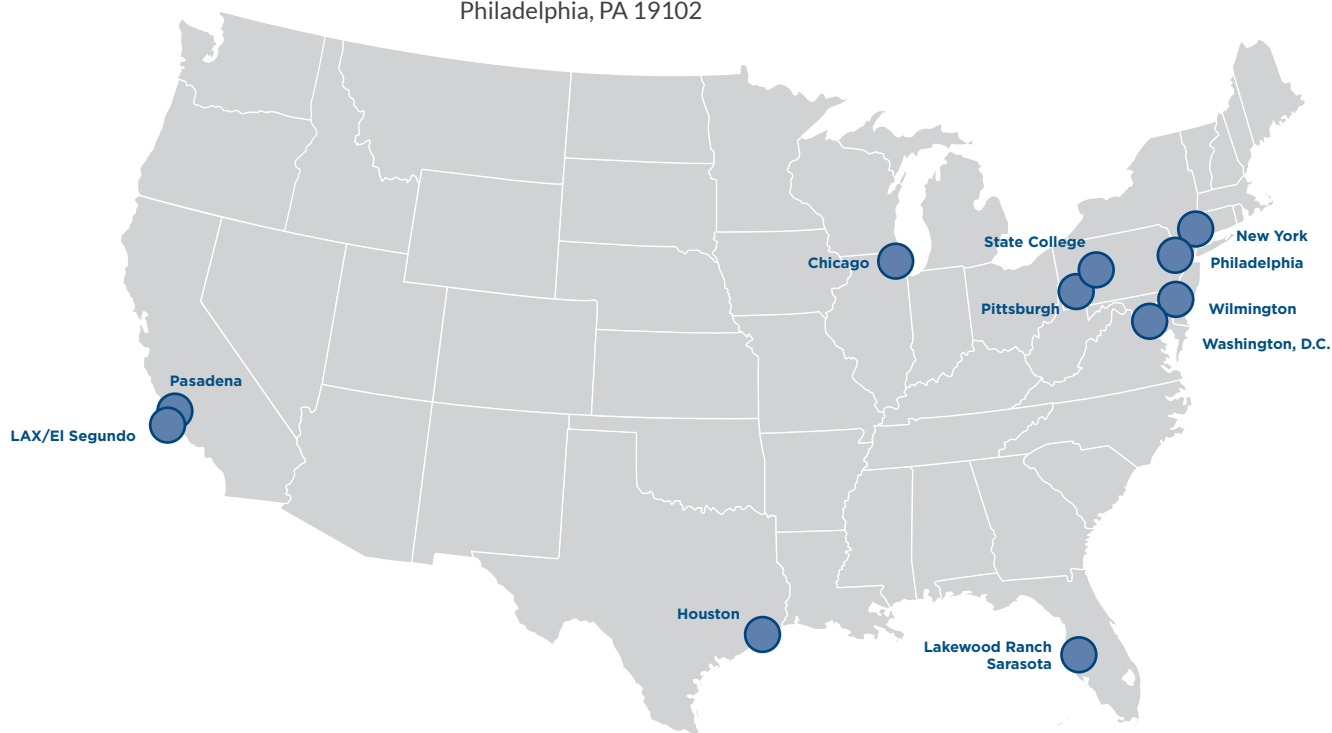 Philadelphia, PA 19102
New York
State College
Philadelphia
Chicago
Pittsburgh
Wilmington
Washington, D.C.
Pasadena
LAX/El Segundo
Houston
Lakewood Ranch
Sarasota